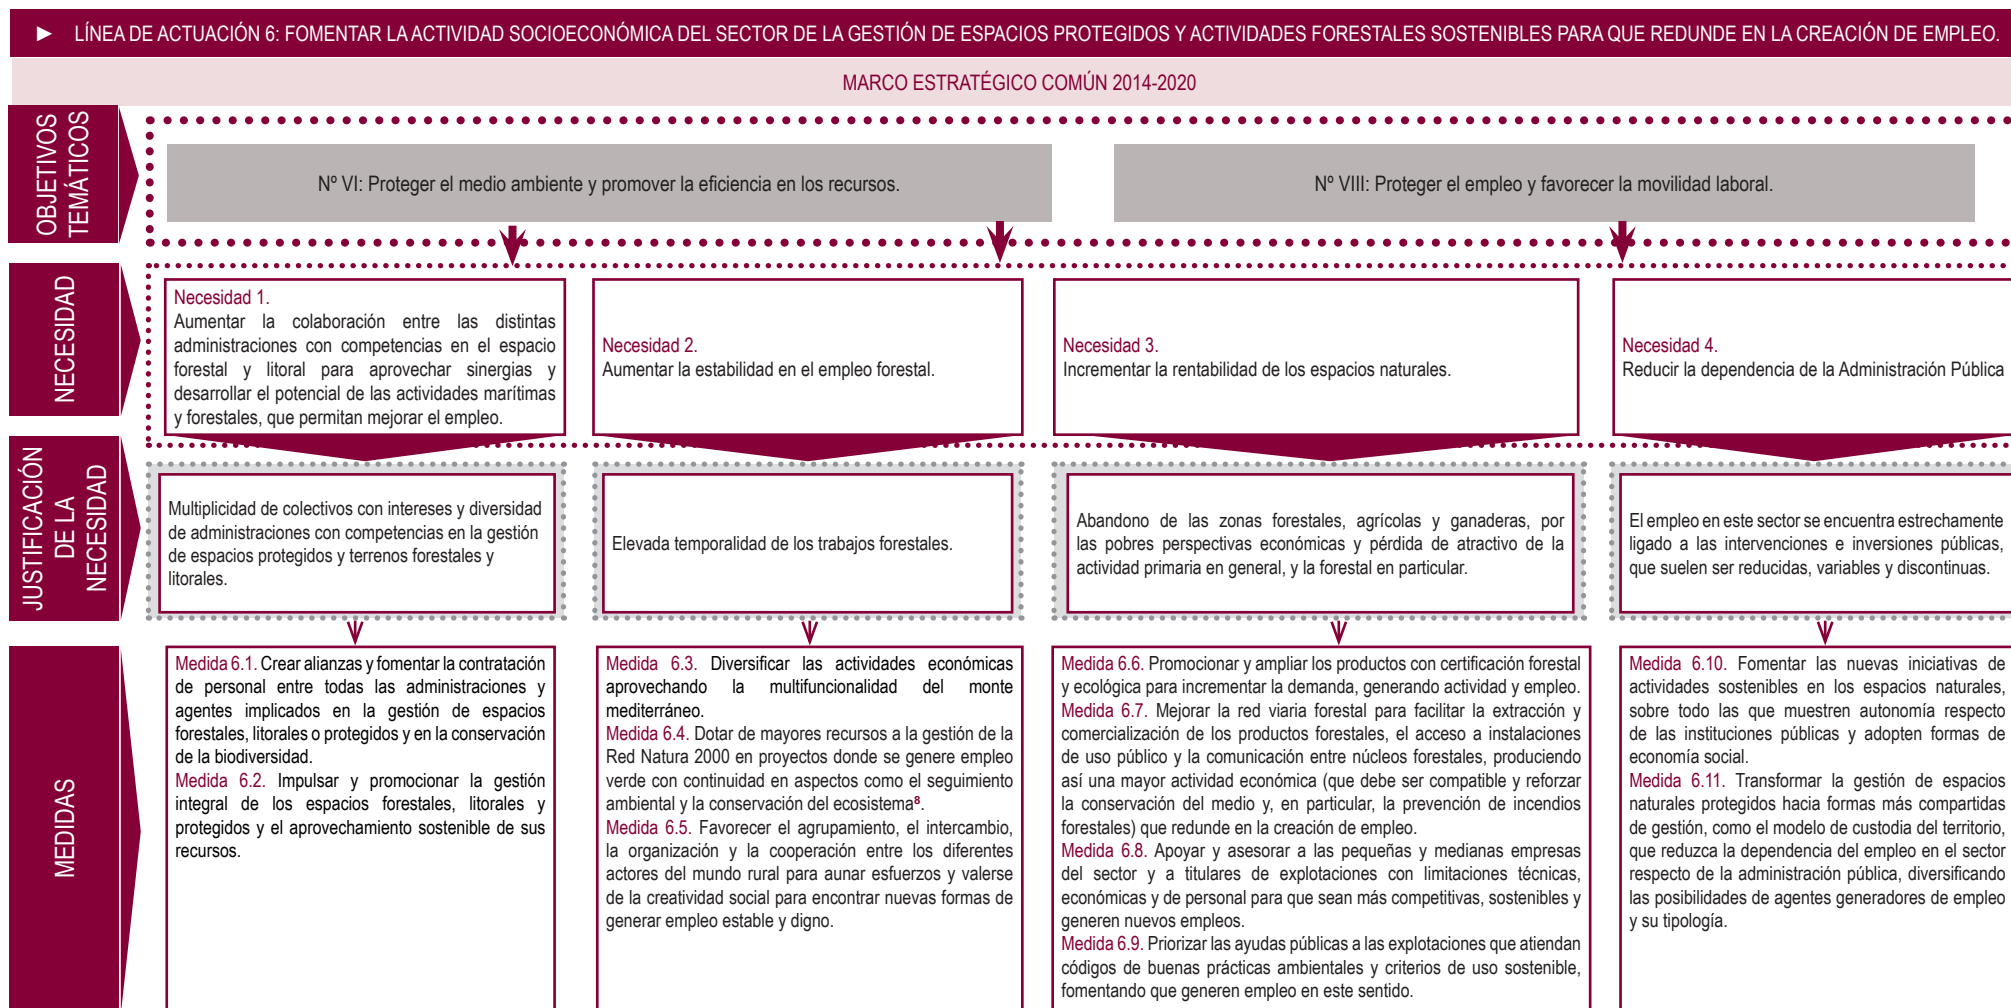 ► LÍNEA DE ACTUACIÓN 6: FOMENTAR LA ACTIVIDAD SOCIOECONÓMICA DEL SECTOR DE LA GESTIÓN DE ESPACIOS PROTEGIDOS Y ACTIVIDADES FORESTALES SOSTENIBLES PARA QUE REDUNDE EN LA CREACIÓN DE EMPLEO.
MARCO ESTRATÉGICO COMÚN 2014-2020
OBJETIVOS
TEMÁTICOS
Nº VI: Proteger el medio ambiente y promover la eficiencia en los recursos.
Nº VIII: Proteger el empleo y favorecer la movilidad laboral.
NECESIDAD
Necesidad 1.
Aumentar la colaboración entre las distintas
administraciones con competencias en el espacio
forestal y litoral para aprovechar sinergias y
desarrollar el potencial de las actividades marítimas
y forestales, que permitan mejorar el empleo.
Necesidad 2.
Aumentar la estabilidad en el empleo forestal.
Necesidad 3.
Incrementar la rentabilidad de los espacios naturales.
Necesidad 4.
Reducir la dependencia de la Administración Pública
JUSTIFICACIÓN
DE LA
NECESIDAD
Multiplicidad de colectivos con intereses y diversidad
de administraciones con competencias en la gestión
de espacios protegidos y terrenos forestales y
litorales.
Elevada temporalidad de los trabajos forestales.
Abandono de las zonas forestales, agrícolas y ganaderas, por
las pobres perspectivas económicas y pérdida de atractivo de la
actividad primaria en general, y la forestal en particular.
El empleo en este sector se encuentra estrechamente
ligado a las intervenciones e inversiones públicas,
que suelen ser reducidas, variables y discontinuas.
MEDIDAS
Medida 6.1. Crear alianzas y fomentar la contratación
de personal entre todas las administraciones y
agentes implicados en la gestión de espacios
forestales, litorales o protegidos y en la conservación
de la biodiversidad.
Medida 6.2. Impulsar y promocionar la gestión
integral de los espacios forestales, litorales y
protegidos y el aprovechamiento sostenible de sus
recursos.
Medida 6.3. Diversificar las actividades económicas
aprovechando la multifuncionalidad del monte
mediterráneo.
Medida 6.4. Dotar de mayores recursos a la gestión de la
Red Natura 2000 en proyectos donde se genere empleo
verde con continuidad en aspectos como el seguimiento
ambiental y la conservación del ecosistema⁸.
Medida 6.5. Favorecer el agrupamiento, el intercambio,
la organización y la cooperación entre los diferentes
actores del mundo rural para aunar esfuerzos y valerse
de la creatividad social para encontrar nuevas formas de
generar empleo estable y digno.
Medida 6.6. Promocionar y ampliar los productos con certificación forestal
y ecológica para incrementar la demanda, generando actividad y empleo.
Medida 6.7. Mejorar la red viaria forestal para facilitar la extracción y
comercialización de los productos forestales, el acceso a instalaciones
de uso público y la comunicación entre núcleos forestales, produciendo
así una mayor actividad económica (que debe ser compatible y reforzar
la conservación del medio y, en particular, la prevención de incendios
forestales) que redunde en la creación de empleo.
Medida 6.8. Apoyar y asesorar a las pequeñas y medianas empresas
del sector y a titulares de explotaciones con limitaciones técnicas,
económicas y de personal para que sean más competitivas, sostenibles y
generen nuevos empleos.
Medida 6.9. Priorizar las ayudas públicas a las explotaciones que atiendan
códigos de buenas prácticas ambientales y criterios de uso sostenible,
fomentando que generen empleo en este sentido.
Medida 6.10. Fomentar las nuevas iniciativas de
actividades sostenibles en los espacios naturales,
sobre todo las que muestren autonomía respecto
de las instituciones públicas y adopten formas de
economía social.
Medida 6.11. Transformar la gestión de espacios
naturales protegidos hacia formas más compartidas
de gestión, como el modelo de custodia del territorio,
que reduzca la dependencia del empleo en el sector
respecto de la administración pública, diversificando
las posibilidades de agentes generadores de empleo
y su tipología.